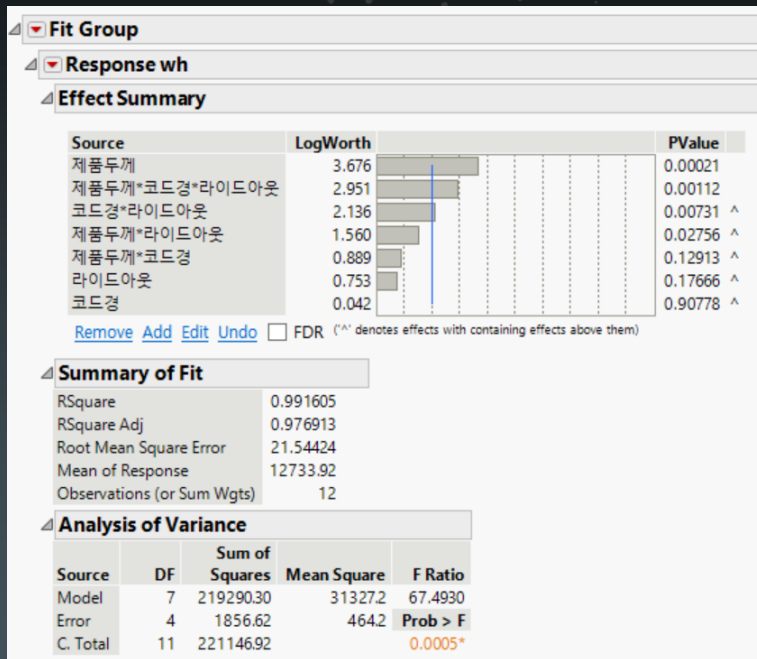 Fit Group
Response wh
Effect Summary
Source LogWorth PValue
제품두께 3.676 0.00021
제품두께*코드경*라이드아웃 2.951 0.00112
코드경*라이드아웃 2.136 0.00731 ^
제품두께*라이드아웃 1.560 0.02756 ^
제품두께*코드경 0.889 0.12913 ^
라이드아웃 0.753 0.17666 ^
코드경 0.042 0.90778 ^
Remove Add Edit Undo FDR ('^' denotes effects with containing effects above them)
Summary of Fit
RSquare 0.991605
RSquare Adj 0.976913
Root Mean Square Error 21.54424
Mean of Response 12733.92
Observations (or Sum Wgts) 12
Analysis of Variance
Sum of
Source DF Squares Mean Square F Ratio
Model 7 219290.30 31327.2 67.4930
Error 4 1856.62 464.2 Prob > F
C. Total 11 221146.92 0.0005*